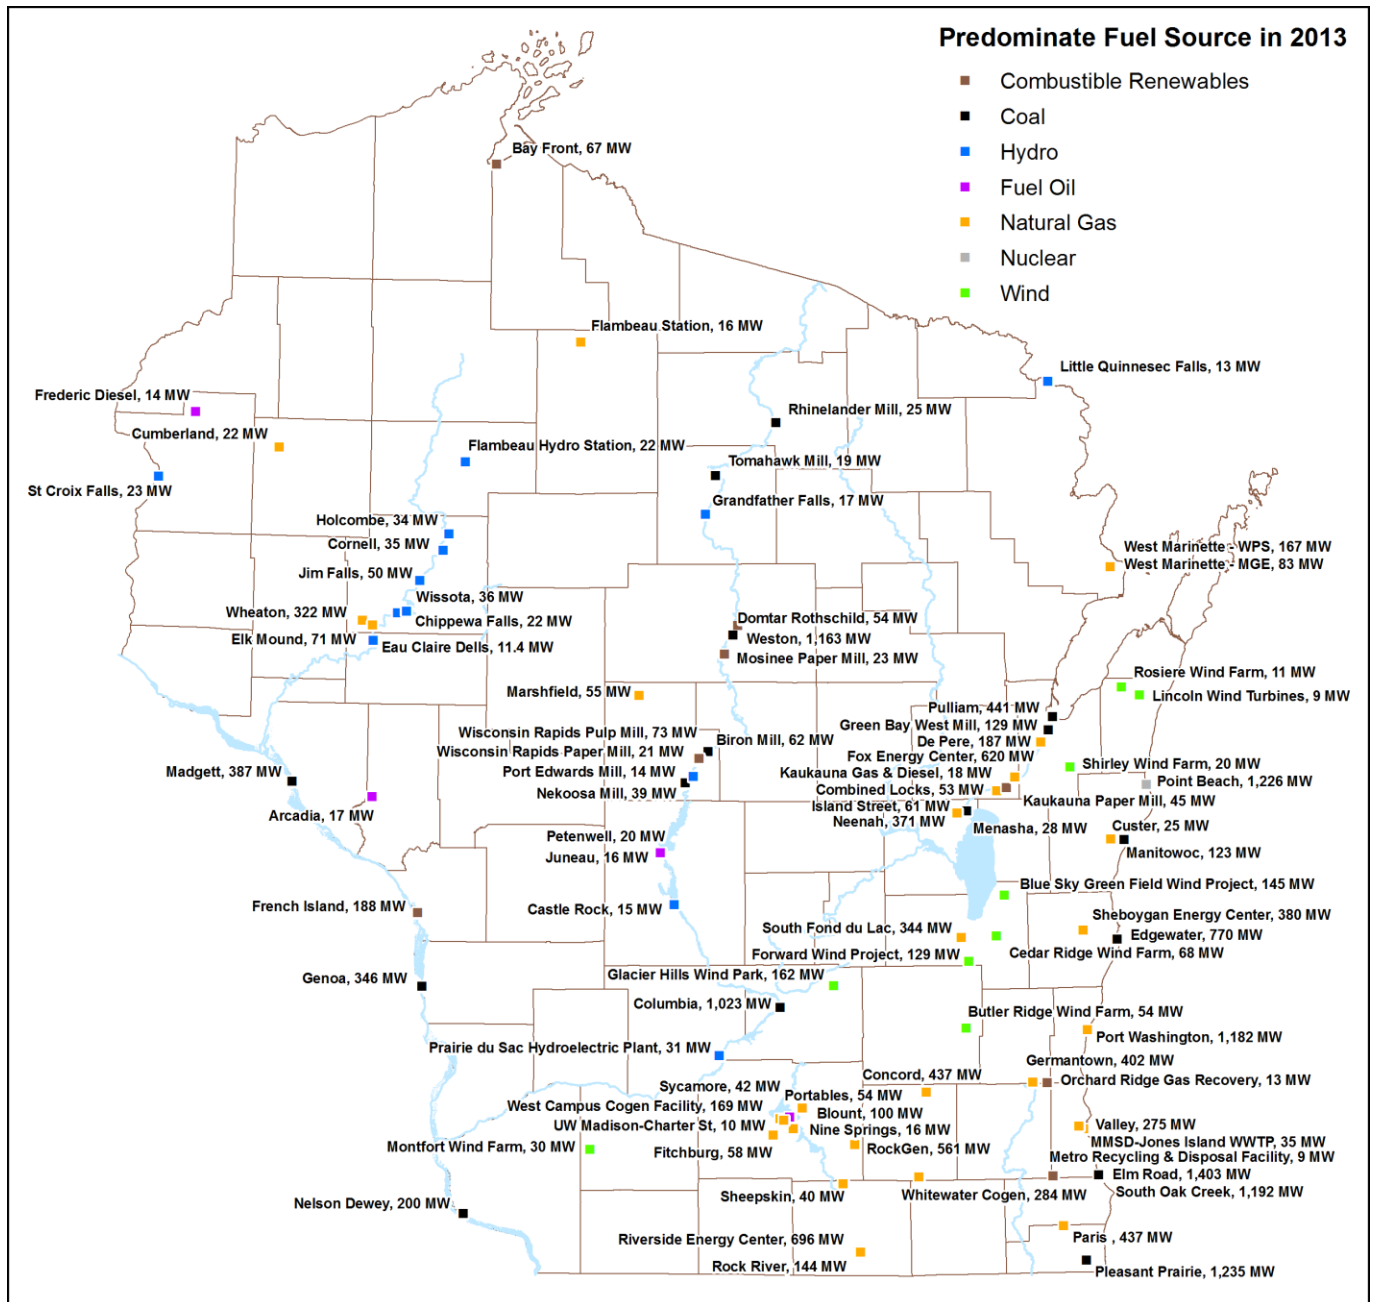 Predominate Fuel Source in 2013
Combustible Renewables
Coal
Hydro
Fuel Oil
Natural Gas
Nuclear
Wind
Bay Front, 67 MW
Flambeau Station, 16 MW
Little Quinnesec Falls, 13 MW
Frederic Diesel, 14 MW
Rhinelander Mill, 25 MW
Cumberland, 22 MW
Flambeau Hydro Station, 22 MW
Tomahawk Mill, 19 MW
St Croix Falls, 23 MW
Grandfather Falls, 17 MW
Holcombe, 34 MW
Cornell, 35 MW
West Marinette - WPS, 167 MW
West Marinette - MGE, 83 MW
Jim Falls, 50 MW
Wissota, 36 MW
Wheaton, 322 MW
Chippewa Falls, 22 MW
Domtar Rothschild, 54 MW
Elk Mound, 71 MW
Eau Claire Dells, 11.4 MW
Weston, 1,163 MW
Mosinee Paper Mill, 23 MW
Rosiere Wind Farm, 11 MW
Marshfield, 55 MW
Lincoln Wind Turbines, 9 MW
Pulliam, 441 MW
Green Bay West Mill, 129 MW
Wisconsin Rapids Pulp Mill, 73 MW
Biron Mill, 62 MW
De Pere, 187 MW
Wisconsin Rapids Paper Mill, 21 MW
Fox Energy Center, 620 MW
Shirley Wind Farm, 20 MW
Madgett, 387 MW
Port Edwards Mill, 14 MW
Kaukauna Gas & Diesel, 18 MW
Point Beach, 1,226 MW
Nekoosa Mill, 39 MW
Combined Locks, 53 MW
Kaukauna Paper Mill, 45 MW
Arcadia, 17 MW
Island Street, 61 MW
Neenah, 371 MW
Menasha, 28 MW
Custer, 25 MW
Petenwell, 20 MW
Juneau, 16 MW
Manitowoc, 123 MW
Blue Sky Green Field Wind Project, 145 MW
French Island, 188 MW
Castle Rock, 15 MW
Sheboygan Energy Center, 380 MW
South Fond du Lac, 344 MW
Edgewater, 770 MW
Forward Wind Project, 129 MW
Cedar Ridge Wind Farm, 68 MW
Genoa, 346 MW
Glacier Hills Wind Park, 162 MW
Columbia, 1,023 MW
Butler Ridge Wind Farm, 54 MW
Port Washington, 1,182 MW
Prairie du Sac Hydroelectric Plant, 31 MW
Germantown, 402 MW
Concord, 437 MW
Orchard Ridge Gas Recovery, 13 MW
Sycamore, 42 MW
Portables, 54 MW
West Campus Cogen Facility, 169 MW
Blount, 100 MW
UW Madison-Charter St, 10 MW
Nine Springs, 16 MW
Valley, 275 MW
MMSD-Jones Island WWTP, 35 MW
Montfort Wind Farm, 30 MW
Fitchburg, 58 MW
RockGen, 561 MW
Metro Recycling & Disposal Facility, 9 MW
Elm Road, 1,403 MW
Nelson Dewey, 200 MW
Sheepskin, 40 MW
Whitewater Cogen, 284 MW
South Oak Creek, 1,192 MW
Riverside Energy Center, 696 MW
Paris , 437 MW
Rock River, 144 MW
Pleasant Prairie, 1,235 MW